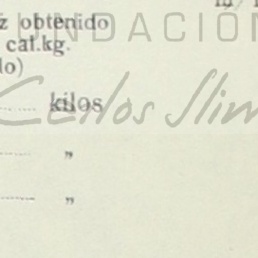 z obtenido
FUNDACIÓN
cal.kg.
lo)
Carlos Slim
kilos
"
"